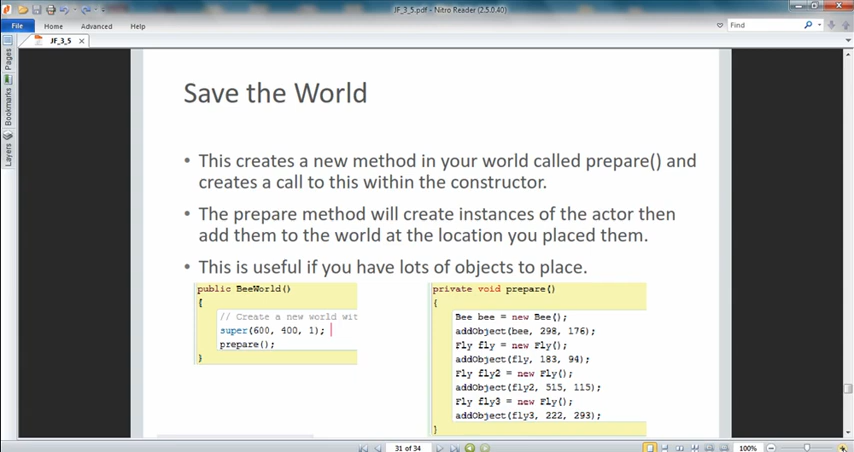 JF_3_5.pdf - Nitro Reader (2.5.0.40)
File Home Advanced Help Find
JF_3_5
Pages
Bookmarks
Layers
Save the World
• This creates a new method in your world called prepare() and
creates a call to this within the constructor.
• The prepare method will create instances of the actor then
add them to the world at the location you placed them.
• This is useful if you have lots of objects to place.
public BeeWorld()
{
// Create a new world wit
super(600, 400, 1);
prepare();
}
private void prepare()
{
Bee bee = new Bee();
addObject(bee, 298, 176);
Fly fly = new Fly();
addObject(fly, 183, 94);
Fly fly2 = new Fly();
addObject(fly2, 515, 115);
Fly fly3 = new Fly();
addObject(fly3, 222, 293);
}
31 of 34
100%